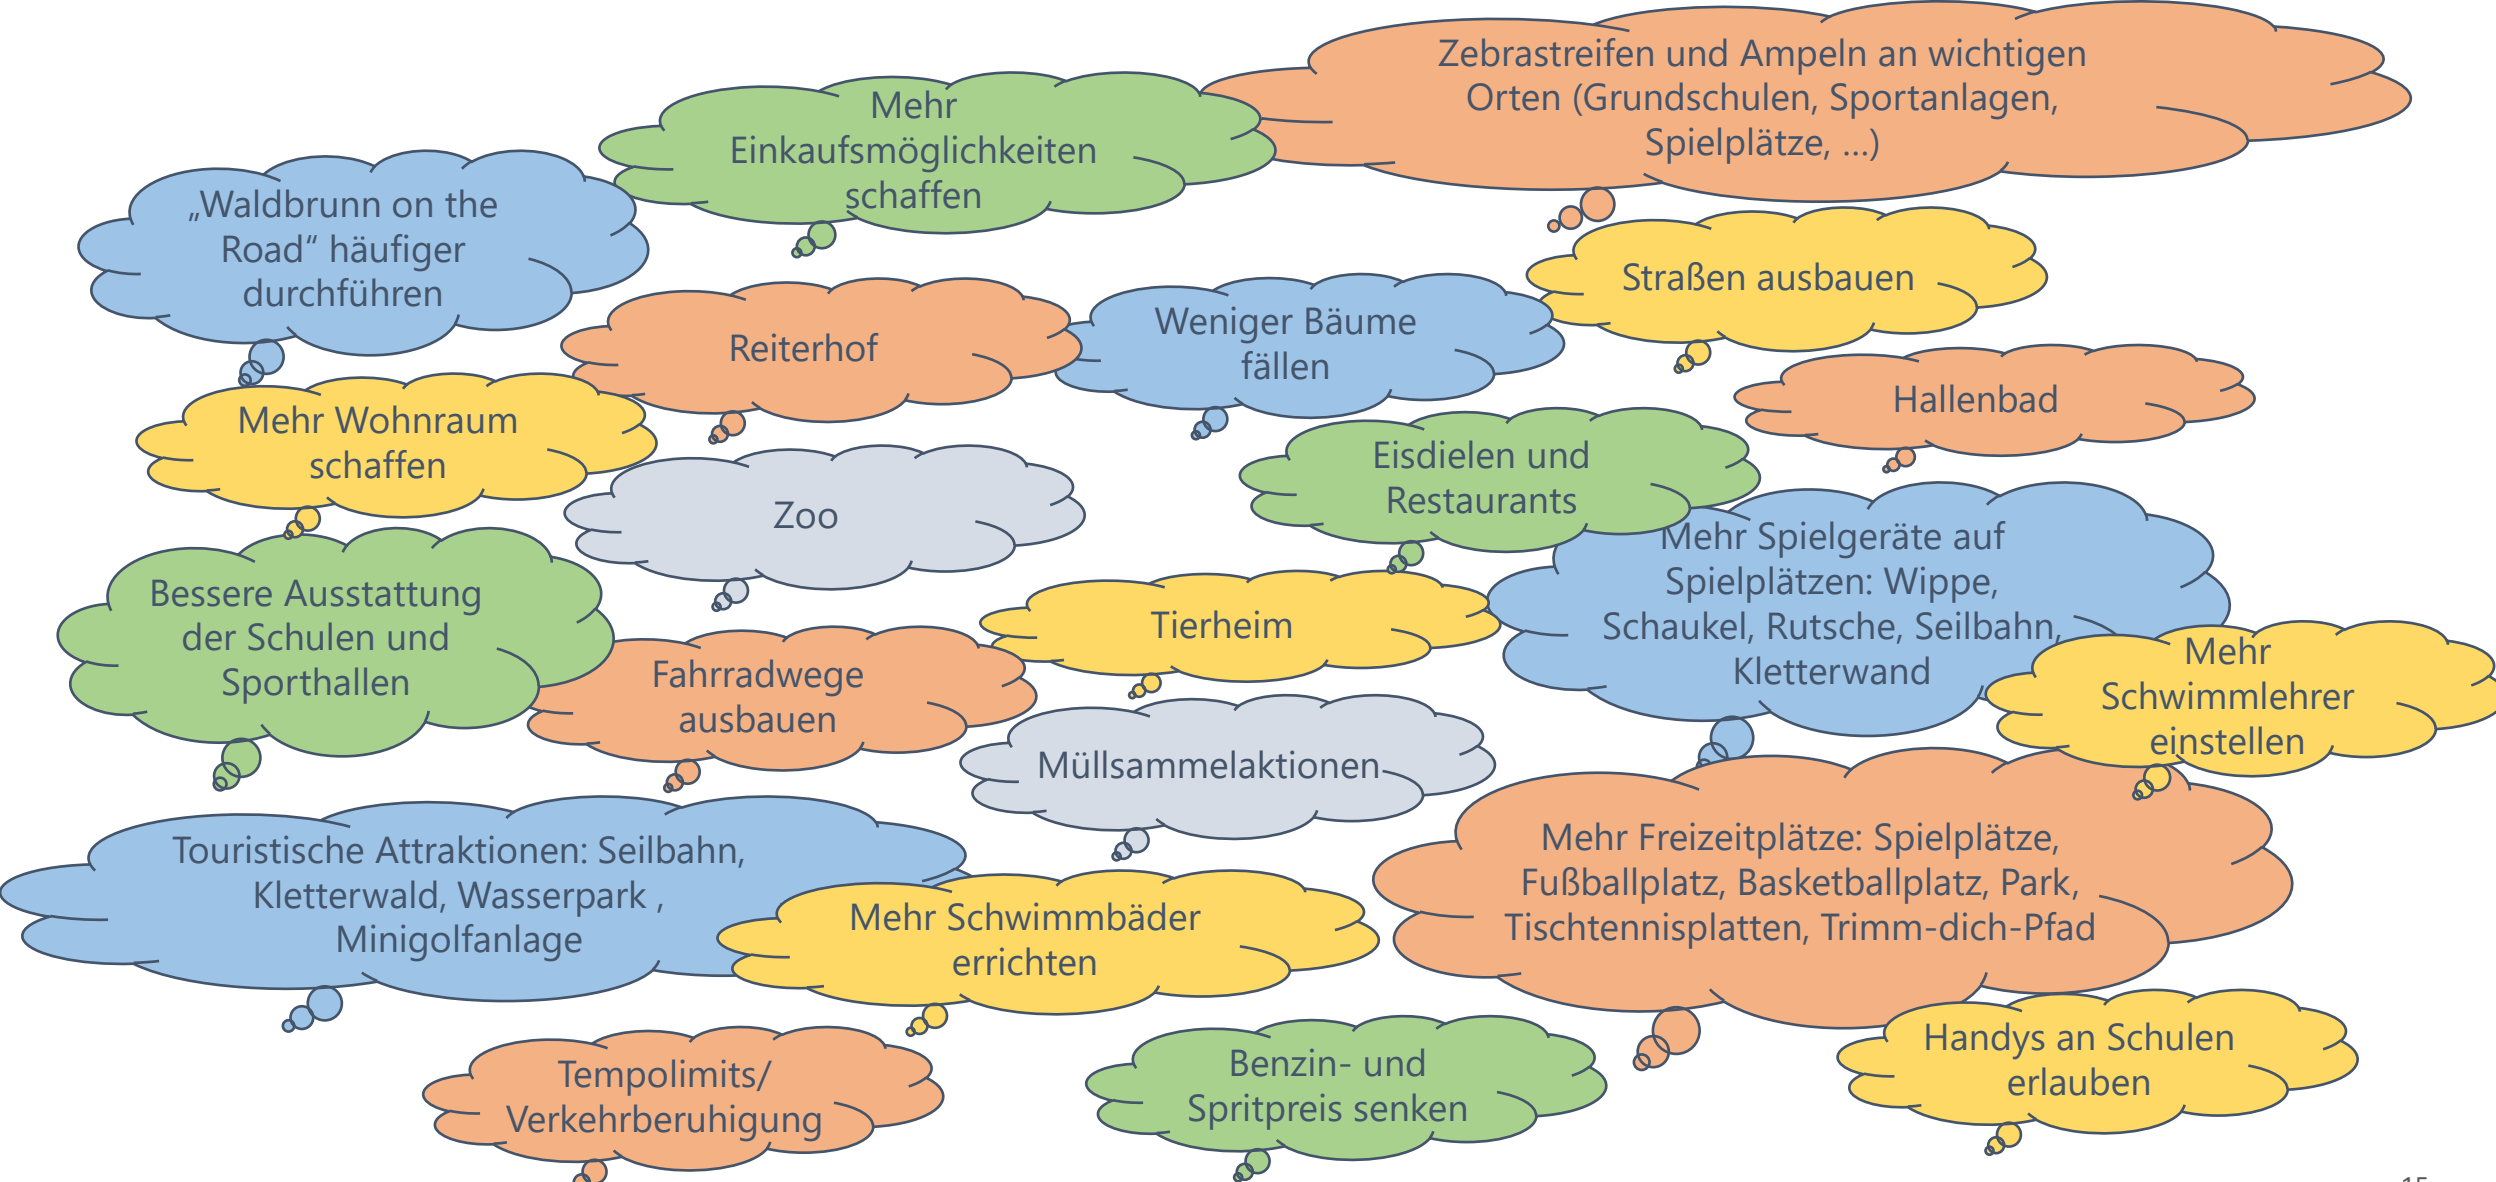 Zebrastreifen und Ampeln an wichtigen
Orten (Grundschulen, Sportanlagen,
Spielplätze, ...)
Mehr
Einkaufsmöglichkeiten
schaffen
„Waldbrunn on the
Road“ häufiger
durchführen
Straßen ausbauen
Reiterhof
Weniger Bäume
fällen
Hallenbad
Mehr Wohnraum
schaffen
Eisdielen und
Restaurants
Zoo
Mehr Spielgeräte auf
Spielplätzen: Wippe,
Schaukel, Rutsche, Seilbahn,
Kletterwand
Bessere Ausstattung
der Schulen und
Sporthallen
Tierheim
Fahrradwege
ausbauen
Mehr
Schwimmlehrer
einstellen
Müllsammelaktionen
Touristische Attraktionen: Seilbahn,
Kletterwald, Wasserpark ,
Minigolfanlage
Mehr Freizeitplätze: Spielplätze,
Fußballplatz, Basketballplatz, Park,
Tischtennisplatten, Trimm-dich-Pfad
Mehr Schwimmbäder
errichten
Tempolimits/
Verkehrberuhigung
Benzin- und
Spritpreis senken
Handys an Schulen
erlauben
15